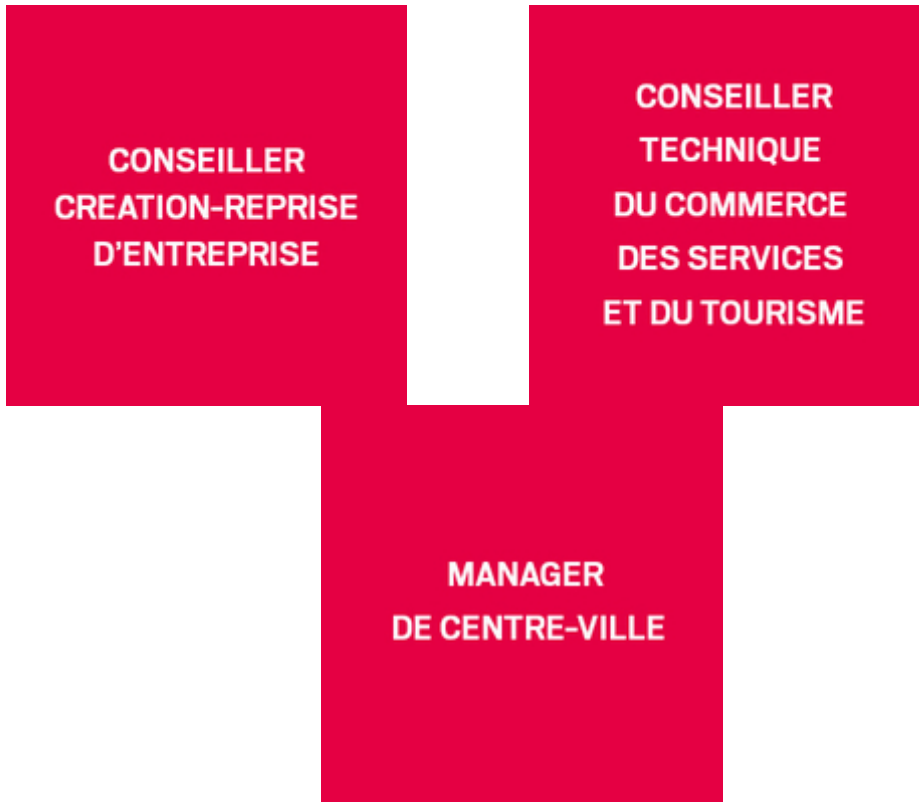 CONSEILLER
CREATION-REPRISE
D'ENTREPRISE
CONSEILLER
TECHNIQUE
DU COMMERCE
DES SERVICES
ET DU TOURISME
MANAGER
DE CENTRE-VILLE